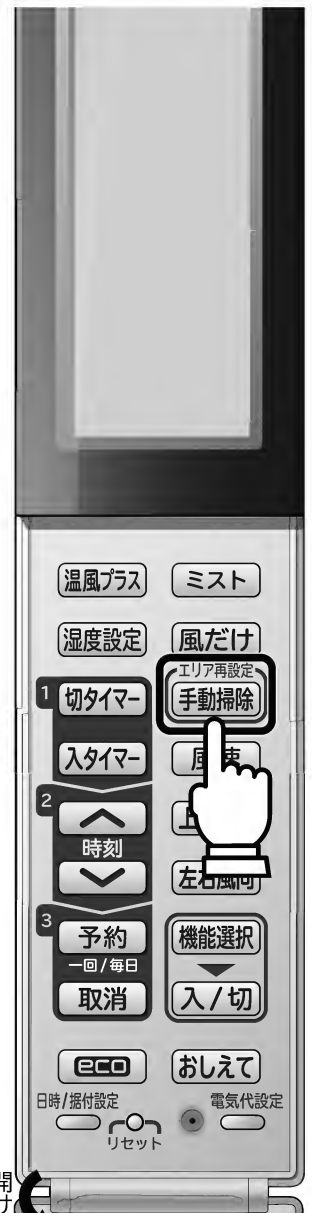 温風プラス ミスト
湿度設定 風だけ
エリア再設定
1 切タイマー 手動掃除
入タイマー 風速
2
時刻
左右風向
3 予約 機能選択
一回/毎日
取消 入/切
eco おしえて
日時/据付設定 電気代設定
リセット
開
け